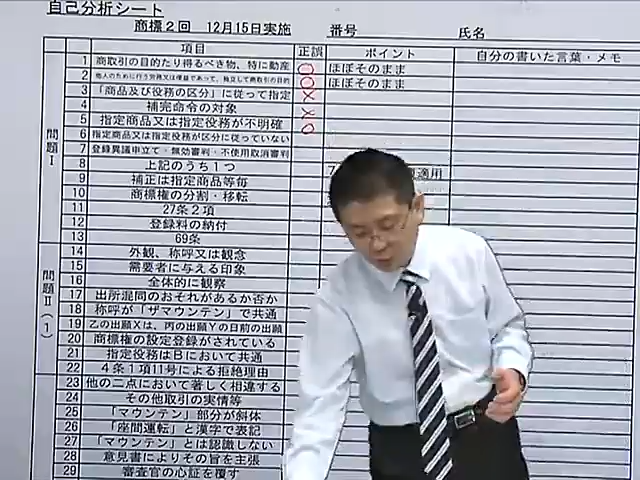 自己分析シート
商標2回 12月15日実施 番号 氏名
項目 正誤 ポイント 自分の書いた言葉・メモ
問題Ⅰ
1 商取引の目的たり得るべき物、特に動産 ○ ほぼそのまま
2 他人のために行う労務又は便益であって、独立して商取引の目的 ○ ほぼそのまま
3 「商品及び役務の区分」に従って指定 ×
4 補完命令の対象 ×
5 指定商品又は指定役務が不明確 ○
6 指定商品又は指定役務が区分に従っていない
7 登録異議申立て・無効審判・不使用取消審判
8 上記のうち1つ 適用
9 補正は指定商品等毎
10 商標権の分割・移転
11 27条2項
12 登録料の納付
13 69条
問題Ⅱ(1)
14 外観、称呼又は観念
15 需要者に与える印象
16 全体的に観察
17 出所混同のおそれがあるか否か
18 称呼が「ザマウンテン」で共通
19 乙の出願Xは、丙の出願Yの日前の出願
20 商標権の設定登録がされている
21 指定役務はBにおいて共通
22 4条1項11号による拒絶理由
23 他の二点において著しく相違する
24 その他取引の実情等
25 「マウンテン」部分が斜体
26 「座間運転」と漢字で表記
27 「マウンテン」とは認識しない
28 意見書によりその旨を主張
29 審査官の心証を覆す